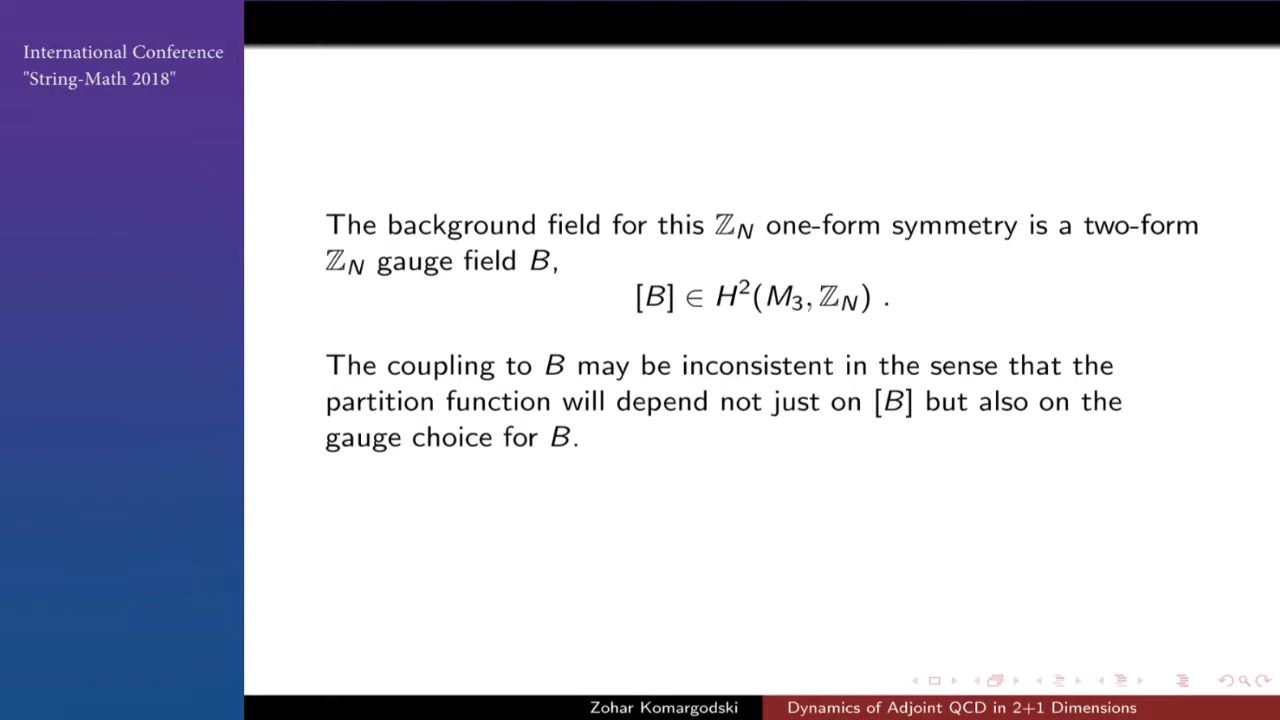 International Conference
"String-Math 2018"
The background field for this ℤ_N one-form symmetry is a two-form
ℤ_N gauge field B,
[B] ∈ H²(M₃, ℤ_N) .
The coupling to B may be inconsistent in the sense that the
partition function will depend not just on [B] but also on the
gauge choice for B.
Zohar Komargodski
Dynamics of Adjoint QCD in 2+1 Dimensions